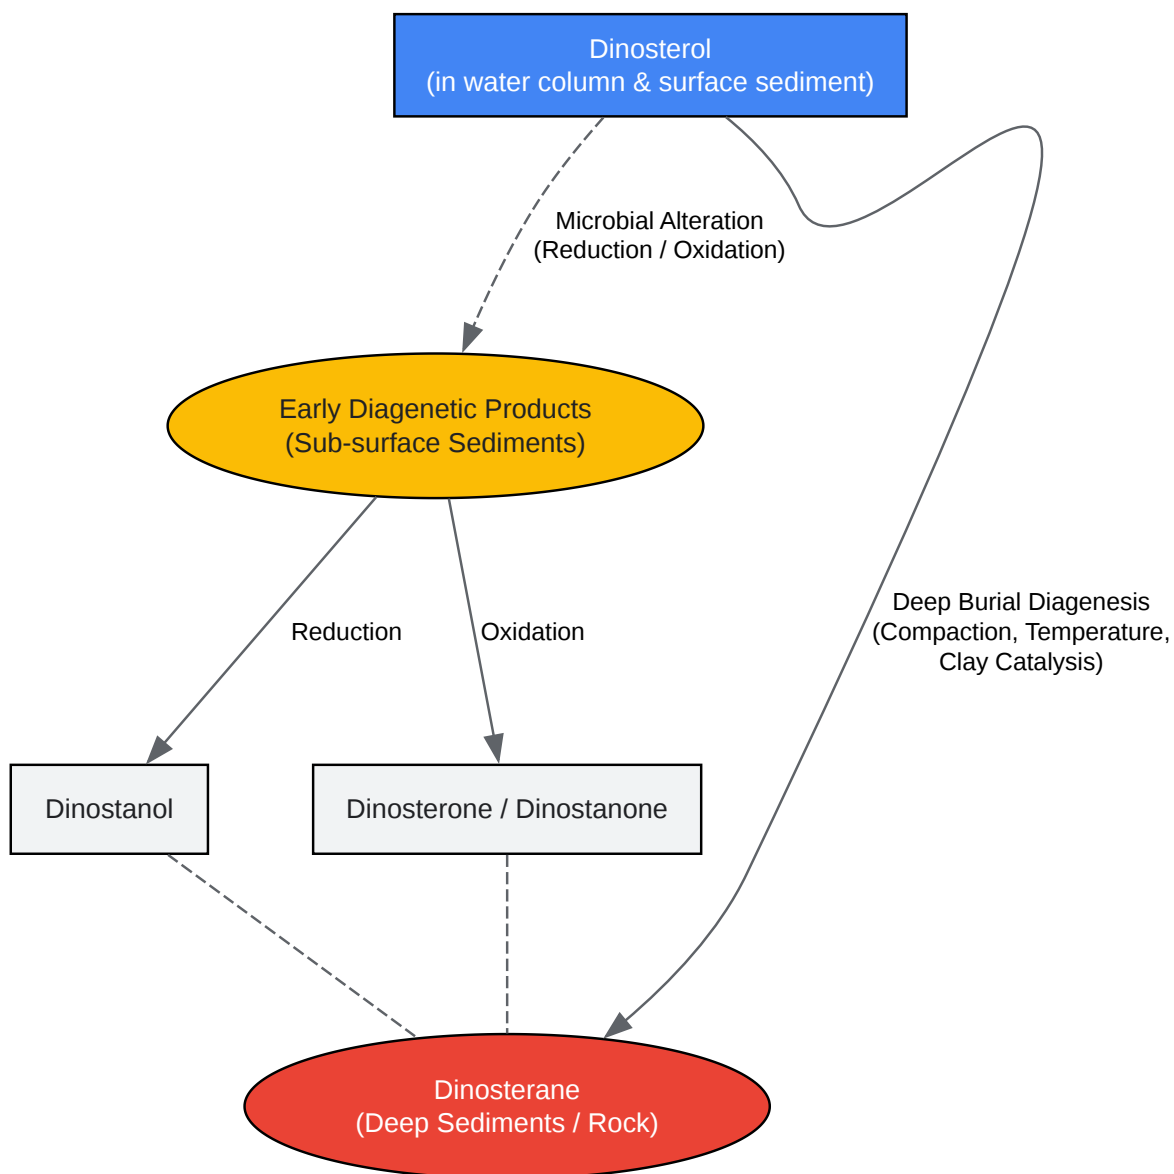 Dinosterol
(in water column & surface sediment)
Microbial Alteration
(Reduction / Oxidation)
Early Diagenetic Products
(Sub-surface Sediments)
Deep Burial Diagenesis
(Compaction, Temperature,
Clay Catalysis)
Reduction
Oxidation
Dinostanol
Dinosterone / Dinostanone
Dinosterane
(Deep Sediments / Rock)